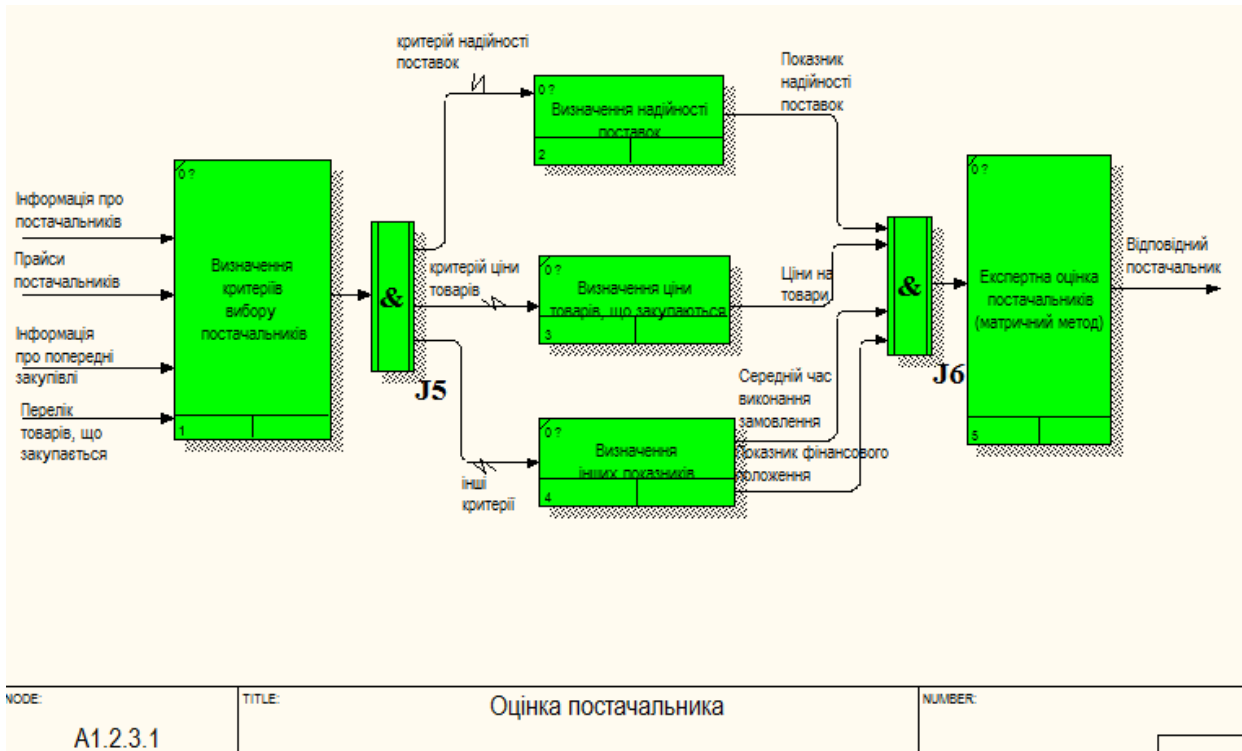 критерій надійності
поставок
Показник
надійності
поставок
0 ?
Визначення надійності
поставок
2
0 ?
Інформація про
постачальників
Прайси
постачальників
Інформація
про попередні
закупівлі
Перелік
товарів, що
закупається
Визначення
критеріїв
вибору
постачальників
1
&
J5
критерій ціни
товарів
0 ?
Визначення ціни
товарів, що закупаються
3
Ціни на
товари
інші
критерії
0 ?
Визначення
інших показників
4
Середній час
виконання
замовлення
фінансового
&
J6
0 ?
Експертна оцінка
постачальників
(матричний метод)
5
Відповідний
постачальник
NODE:
A1.2.3.1
TITLE:
Оцінка постачальника
NUMBER: